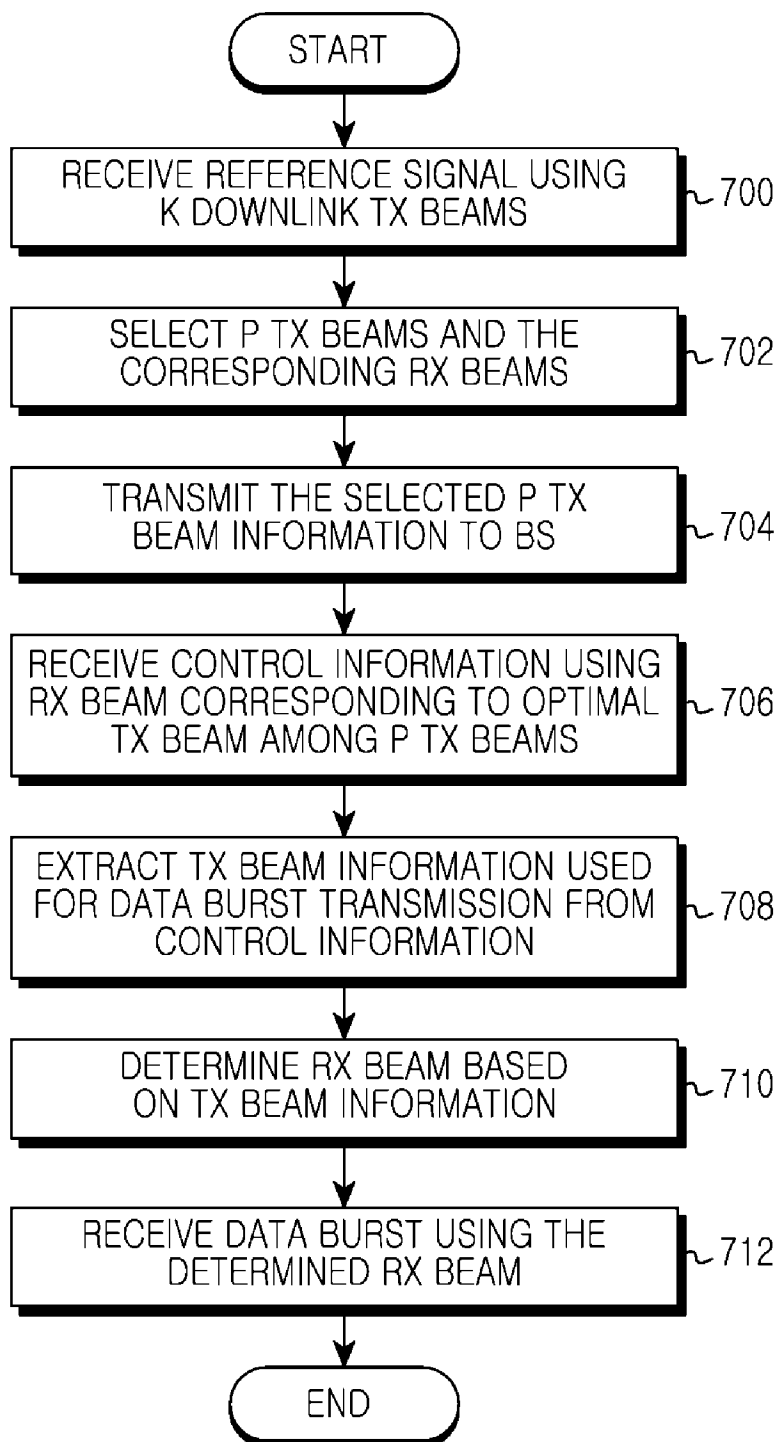 START
RECEIVE REFERENCE SIGNAL USING
K DOWNLINK TX BEAMS
700
SELECT P TX BEAMS AND THE
CORRESPONDING RX BEAMS
702
TRANSMIT THE SELECTED P TX
BEAM INFORMATION TO BS
704
RECEIVE CONTROL INFORMATION USING
RX BEAM CORRESPONDING TO OPTIMAL
TX BEAM AMONG P TX BEAMS
706
EXTRACT TX BEAM INFORMATION USED
FOR DATA BURST TRANSMISSION FROM
CONTROL INFORMATION
708
DETERMINE RX BEAM BASED
ON TX BEAM INFORMATION
710
RECEIVE DATA BURST USING THE
DETERMINED RX BEAM
712
END